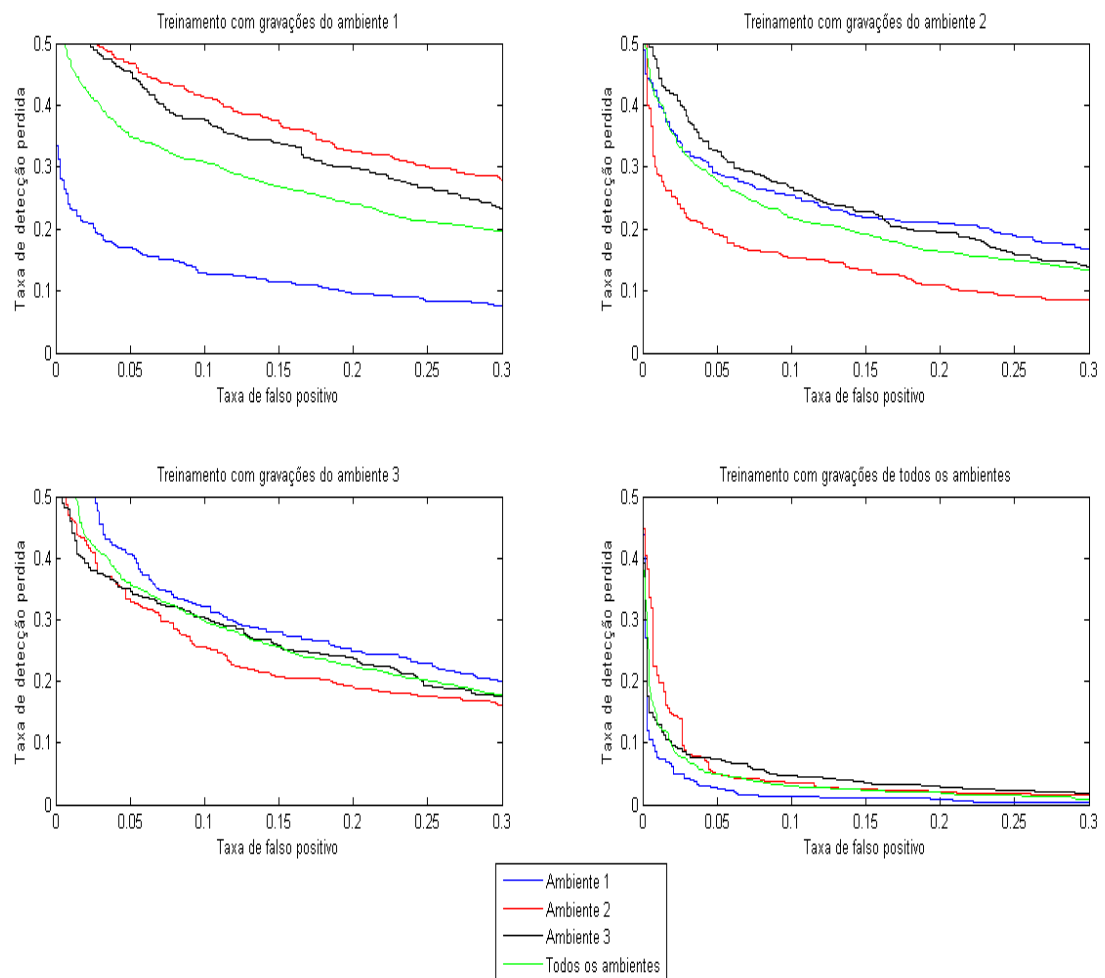 Treinamento com gravações do ambiente 1
Taxa de detecção perdida
0.5
0.4
0.3
0.2
0.1
0
0 0.05 0.1 0.15 0.2 0.25 0.3
Taxa de falso positivo
Treinamento com gravações do ambiente 2
Taxa de detecção perdida
0.5
0.4
0.3
0.2
0.1
0
0 0.05 0.1 0.15 0.2 0.25 0.3
Taxa de falso positivo
Treinamento com gravações do ambiente 3
Taxa de detecção perdida
0.5
0.4
0.3
0.2
0.1
0
0 0.05 0.1 0.15 0.2 0.25 0.3
Taxa de falso positivo
Treinamento com gravações de todos os ambientes
Taxa de detecção perdida
0.5
0.4
0.3
0.2
0.1
0
0 0.05 0.1 0.15 0.2 0.25 0.3
Taxa de falso positivo
Ambiente 1
Ambiente 2
Ambiente 3
Todos os ambientes